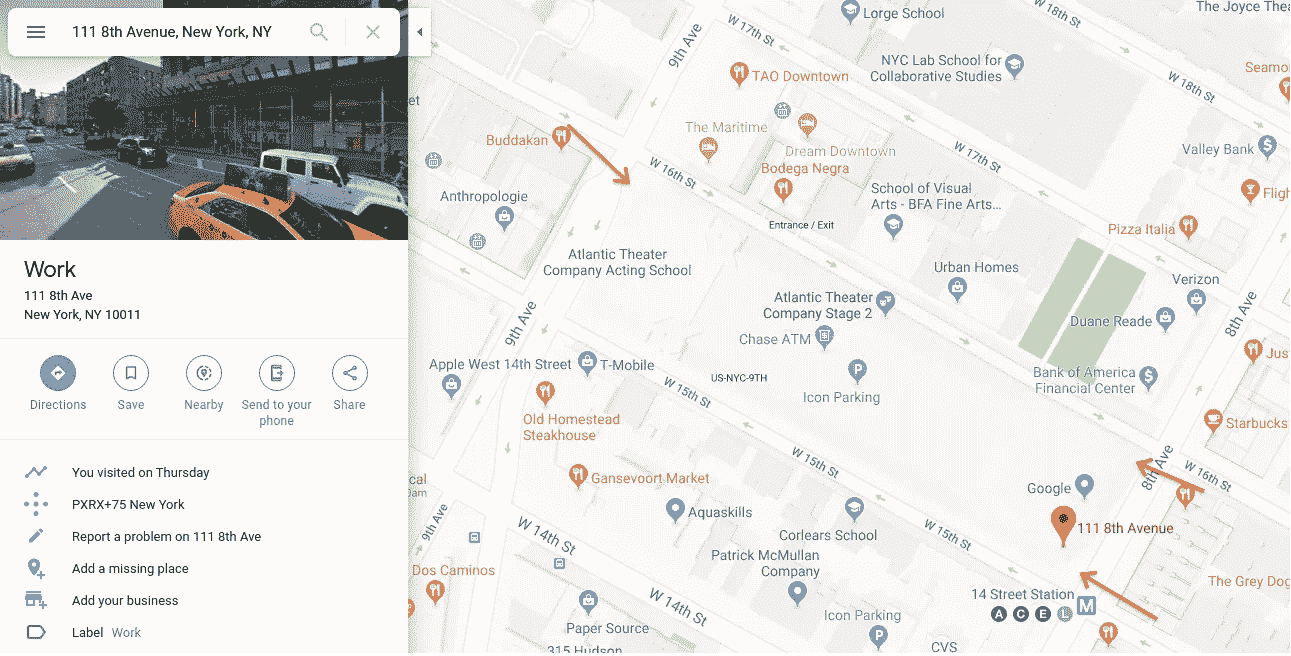 111 8th Avenue, New York, NY
Work
111 8th Ave
New York, NY 10011
Directions
Save
Nearby
Send to your
phone
Share
You visited on Thursday
PXRX+75 New York
Report a problem on 111 8th Ave
Add a missing place
Add your business
Label Work
Lorge School
W 18th St
The Joyce Thea
9th Ave
W 17th St
NYC Lab School for
Collaborative Studies
TAO Downtown
W 18th St
Seamo
et
Buddakan
The Maritime
Dream Downtown
Bodega Negra
W 17th St
Valley Bank
W 16th St
Anthropologie
School of Visual
Arts - BFA Fine Arts...
Fligh
Entrance / Exit
Pizza Italia
Atlantic Theater
Company Acting School
Urban Homes
Verizon
Atlantic Theater
Company Stage 2
9th Ave
Duane Reade
8th Ave
Chase ATM
Apple West 14th Street
T-Mobile
US-NYC-9TH
Icon Parking
Bank of America
Financial Center
Jus
W 15th St
Old Homestead
Steakhouse
Starbucks
W 15th St
8th Ave
W 16th St
cal
0am
Gansevoort Market
Google
9th Ave
Aquaskills
111 8th Avenue
W 14th St
Corlears School
W 15th St
Patrick McMullan
Company
Dos Caminos
The Grey Dog
14 Street Station
M
A C E L
W 14th St
Paper Source
Icon Parking
P
315 Hudson
CVS